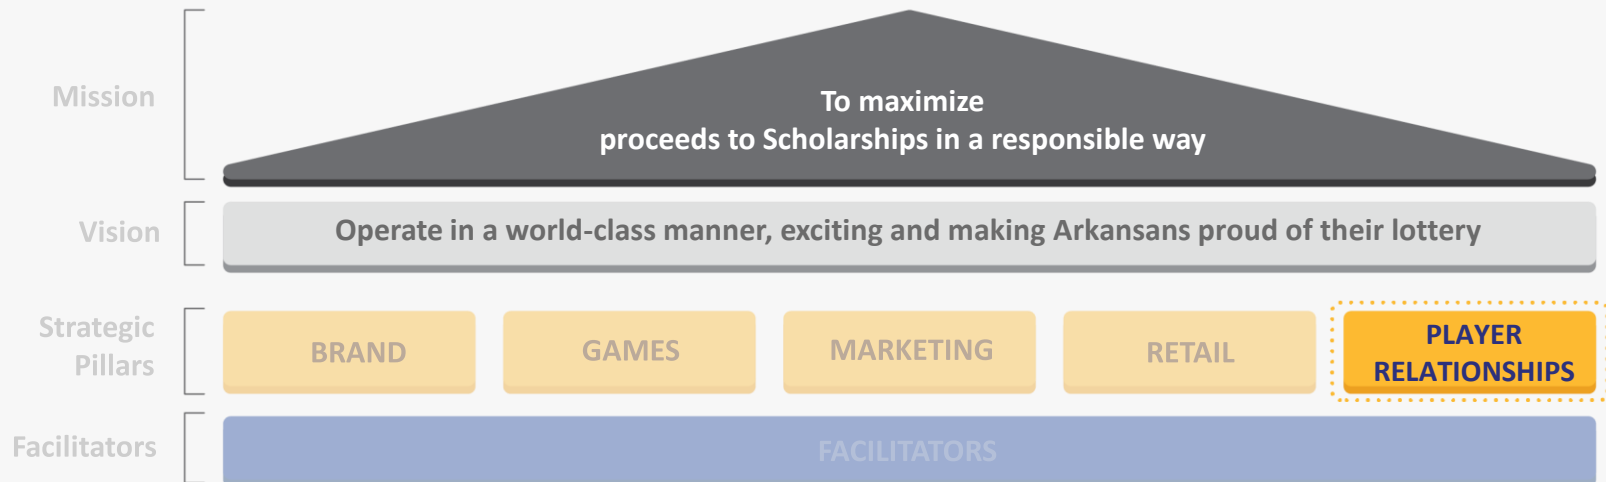 Mission
To maximize
proceeds to Scholarships in a responsible way
Vision
Operate in a world-class manner, exciting and making Arkansans proud of their lottery
Strategic
Pillars
BRAND
GAMES
MARKETING
RETAIL
PLAYER
RELATIONSHIPS
Facilitators
FACILITATORS